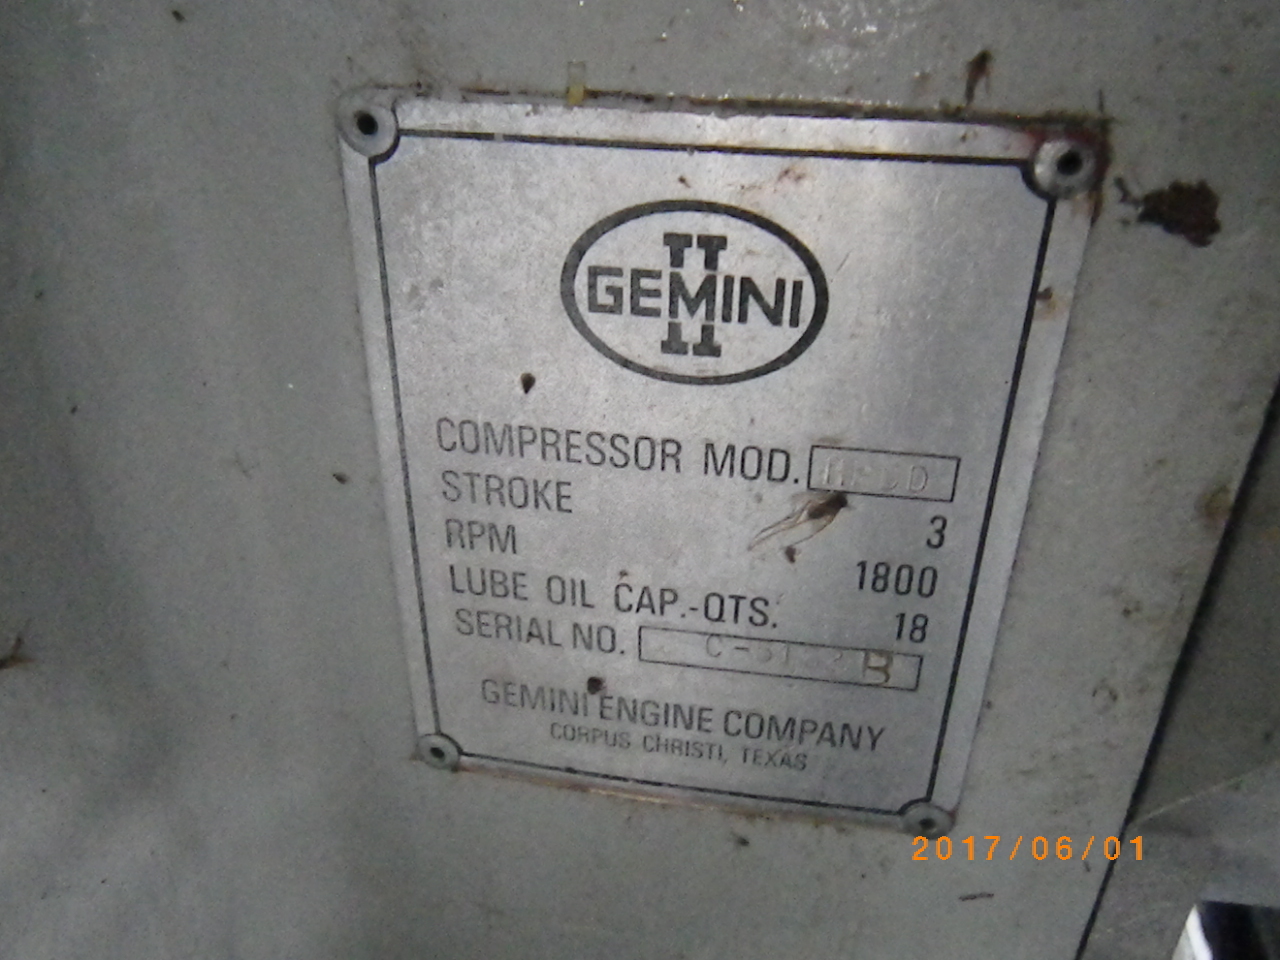 GEMINI II
COMPRESSOR MOD.
STROKE 3
RPM 1800
LUBE OIL CAP.-QTS. 18
SERIAL NO.
GEMINI ENGINE COMPANY
CORPUS CHRISTI, TEXAS
2017/06/01